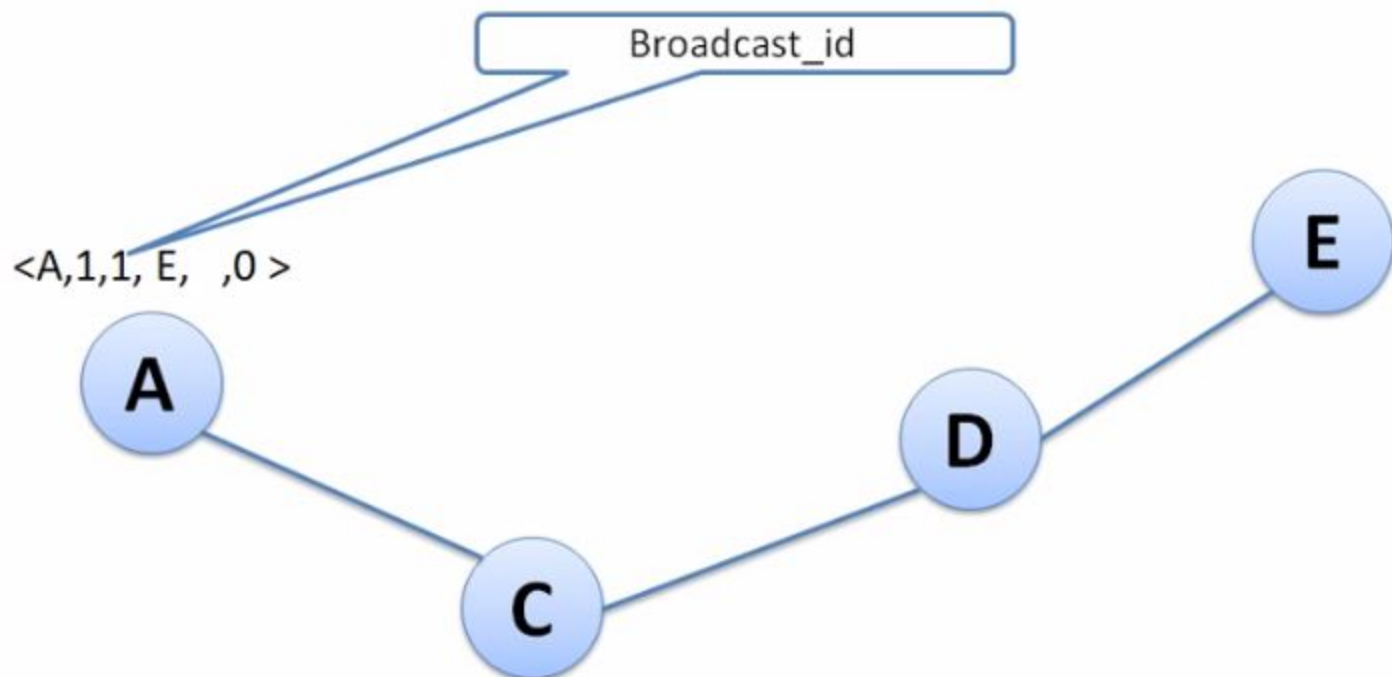 Broadcast_id
<A,1,1, E,   ,0 >
E
A
D
C